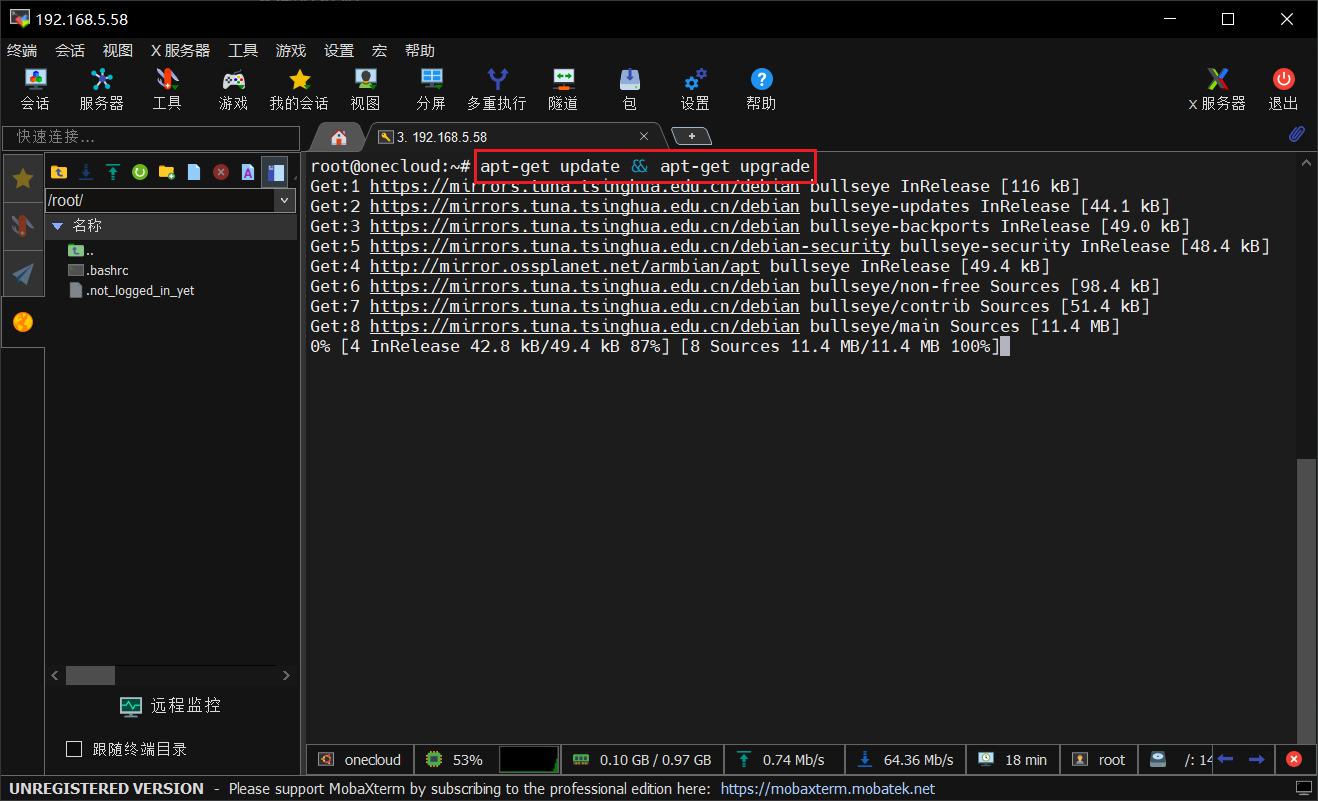 192.168.5.58
终端 会话 视图 X 服务器 工具 游戏 设置 宏 帮助
会话 服务器 工具 游戏 我的会话 视图 分屏 多重执行 隧道 包 设置 帮助 X 服务器 退出
快速连接...
3. 192.168.5.58
/root/
名称
..
.bashrc
.not_logged_in_yet
远程监控
跟随终端目录
root@onecloud:~# apt-get update && apt-get upgrade
Get:1 https://mirrors.tuna.tsinghua.edu.cn/debian bullseye InRelease [116 kB]
Get:2 https://mirrors.tuna.tsinghua.edu.cn/debian bullseye-updates InRelease [44.1 kB]
Get:3 https://mirrors.tuna.tsinghua.edu.cn/debian bullseye-backports InRelease [49.0 kB]
Get:5 https://mirrors.tuna.tsinghua.edu.cn/debian-security bullseye-security InRelease [48.4 kB]
Get:4 http://mirror.ossplanet.net/armbian/apt bullseye InRelease [49.4 kB]
Get:6 https://mirrors.tuna.tsinghua.edu.cn/debian bullseye/non-free Sources [98.4 kB]
Get:7 https://mirrors.tuna.tsinghua.edu.cn/debian bullseye/contrib Sources [51.4 kB]
Get:8 https://mirrors.tuna.tsinghua.edu.cn/debian bullseye/main Sources [11.4 MB]
0% [4 InRelease 42.8 kB/49.4 kB 87%] [8 Sources 11.4 MB/11.4 MB 100%]
onecloud 53% 0.10 GB / 0.97 GB 0.74 Mb/s 64.36 Mb/s 18 min root /: 14
UNREGISTERED VERSION - Please support MobaXterm by subscribing to the professional edition here: https://mobaxterm.mobatek.net